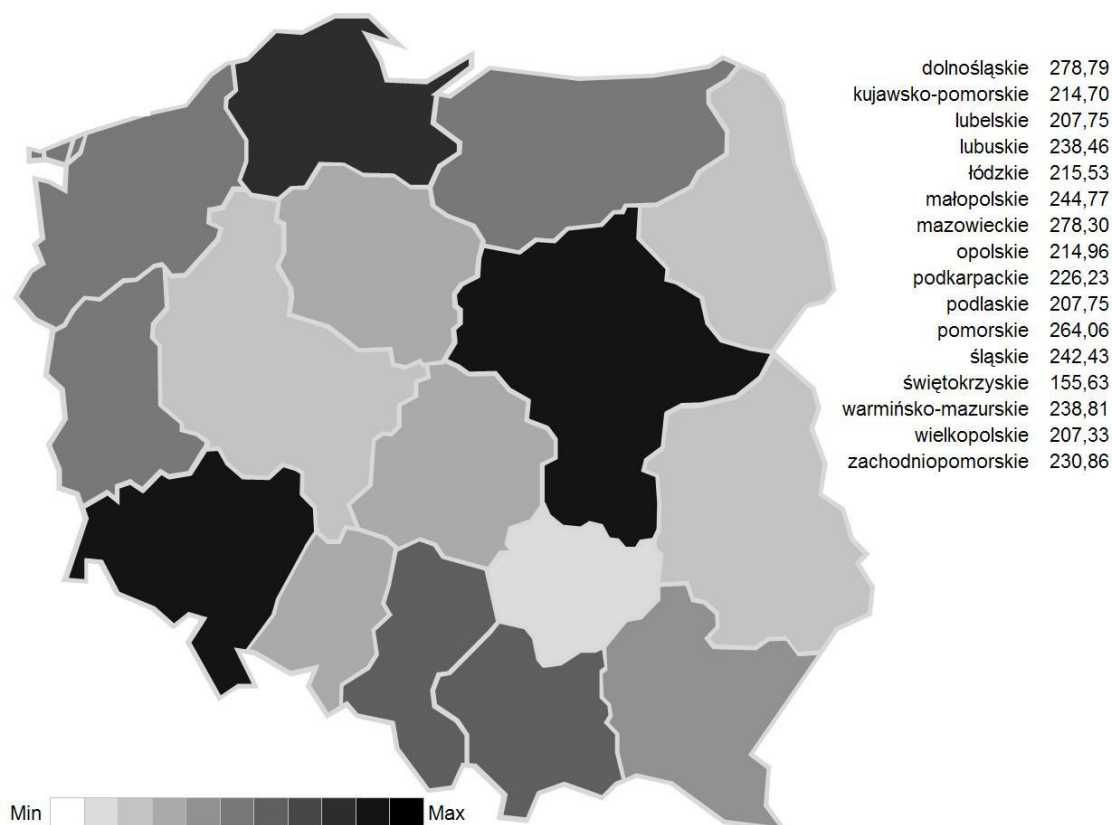 dolnośląskie 278,79
kujawsko-pomorskie 214,70
lubelskie 207,75
lubuskie 238,46
łódzkie 215,53
małopolskie 244,77
mazowieckie 278,30
opolskie 214,96
podkarpackie 226,23
podlaskie 207,75
pomorskie 264,06
śląskie 242,43
świętokrzyskie 155,63
warmińsko-mazurskie 238,81
wielkopolskie 207,33
zachodniopomorskie 230,86
Min Max